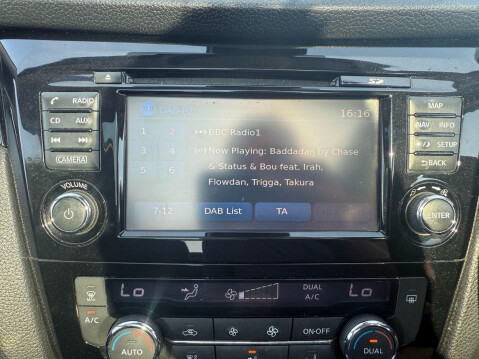 RADIO
CD AUX
(CAMERA)
VOLUME
16:16
1 2 BBC Radio1
3 4 Now Playing: Baddadan by Chase
& Status & Bou feat. Irah,
5 6
Flowdan, Trigga, Takura
7-12 DAB List TA
MAP
NAV INFO
SETUP
BACK
ENTER
Lo
DUAL
A/C
Lo
A/C
AUTO
ON·OFF
DUAL